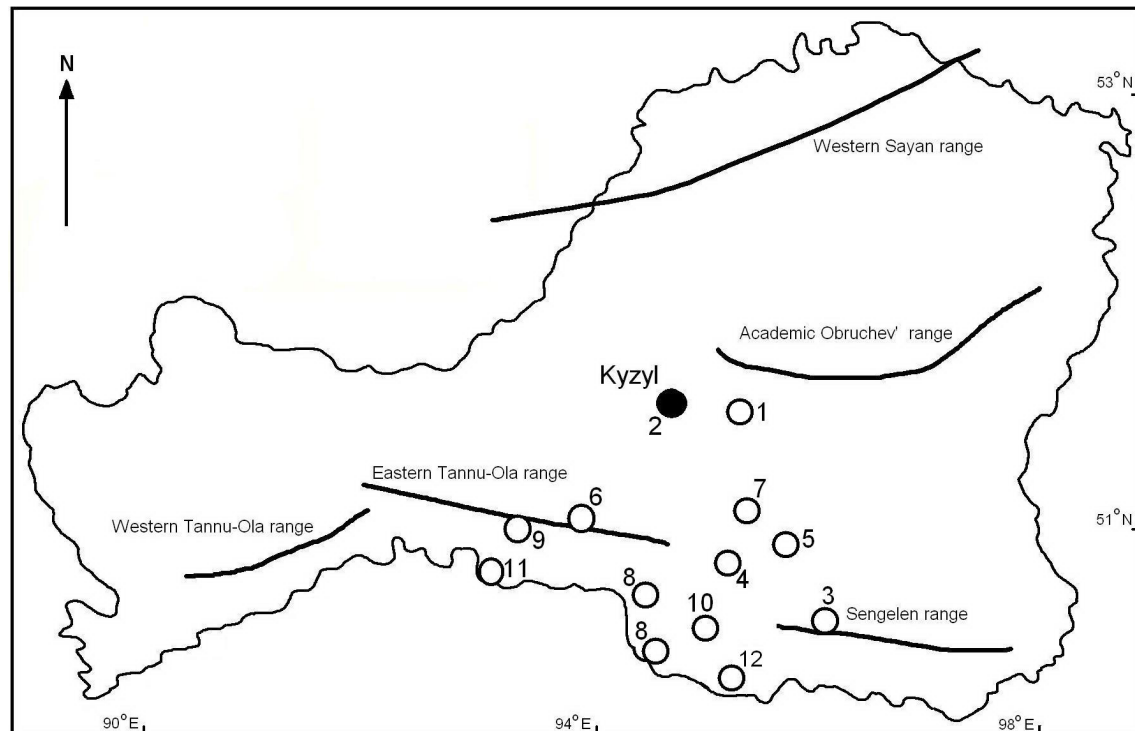 N
53°N
Western Sayan range
Academic Obruchev' range
Kyzyl
2
1
Eastern Tannu-Ola range
6
7
Western Tannu-Ola range
9
5
51°N
11
4
8
10
3
Sengelen range
8
12
90°E
94°E
98°E